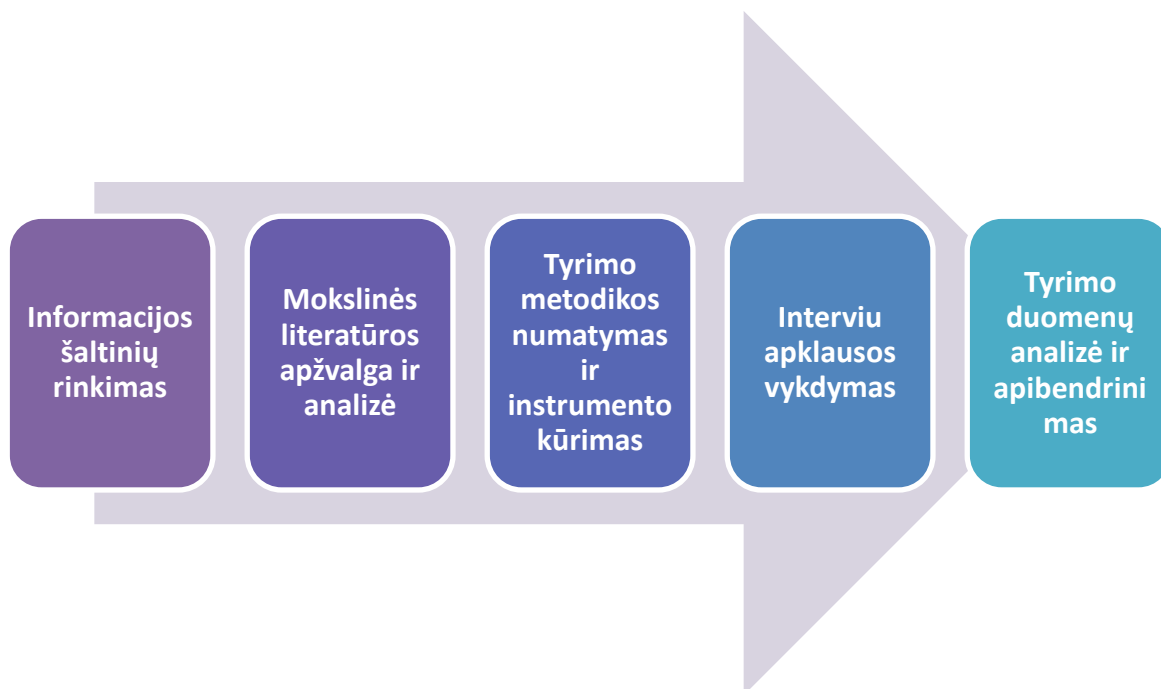 Informacijos
šaltinių
rinkimas
Mokslinės
literatūros
apžvalga ir
analizė
Tyrimo
metodikos
numatymas
ir
instrumento
kūrimas
Interviu
apklausos
vykdymas
Tyrimo
duomenų
analizė ir
apibendrini
mas